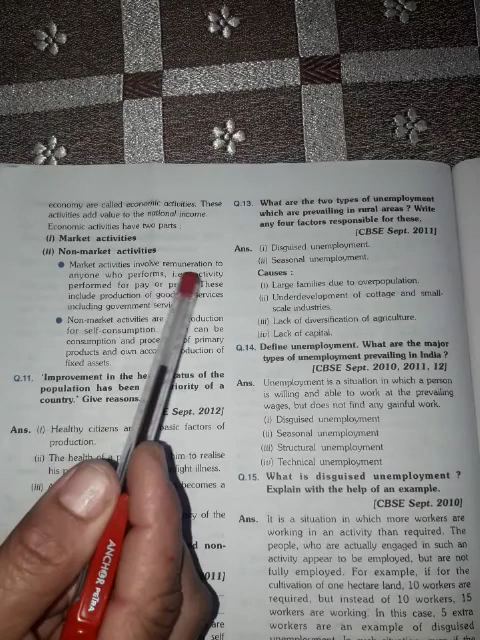 economy are called economic activities. These
activities add value to the national income.
Economic activities have two parts :
(i) Market activities
(ii) Non-market activities
Market activities involve remuneration to
anyone who performs, i.e. activity
performed for pay or These
include production of goods services
including government
Non-market activities are
for self-consumption. can be
consumption and of primary
products and own production of
fixed assets.
Q.11. 'Improvement in the status of the
population has been of a
country.' Give reasons.
Sept. 2012]
Ans. (i) Healthy citizens basic factors of
production.
(ii) The health of a him to realise
his fight illness.
(iii) becomes a
of the
non-
are
self
Q.13. What are the two types of unemployment
which are prevailing in rural areas ? Write
any four factors responsible for these.
[CBSE Sept. 2011]
Ans. (i) Disguised unemployment.
(ii) Seasonal unemployment.
Causes :
(i) Large families due to overpopulation.
(ii) Underdevelopment of cottage and small-
scale industries.
(iii) Lack of diversification of agriculture.
(iv) Lack of capital.
Q.14. Define unemployment. What are the major
types of unemployment prevailing in India ?
[CBSE Sept. 2010, 2011, 12]
Ans. Unemployment is a situation in which a person
is willing and able to work at the prevailing
wages, but does not find any gainful work.
(i) Disguised unemployment
(ii) Seasonal unemployment
(iii) Structural unemployment
(iv) Technical unemployment
Q.15. What is disguised unemployment ?
Explain with the help of an example.
[CBSE Sept. 2010]
Ans. It is a situation in which more workers are
working in an activity than required. The
people, who are actually engaged in such an
activity appear to be employed, but are not
fully employed. For example, if for the
cultivation of one hectare land, 10 workers are
required, but instead of 10 workers, 15
workers are working. In this case, 5 extra
workers are an example of disguised
ANCHOR PETRA